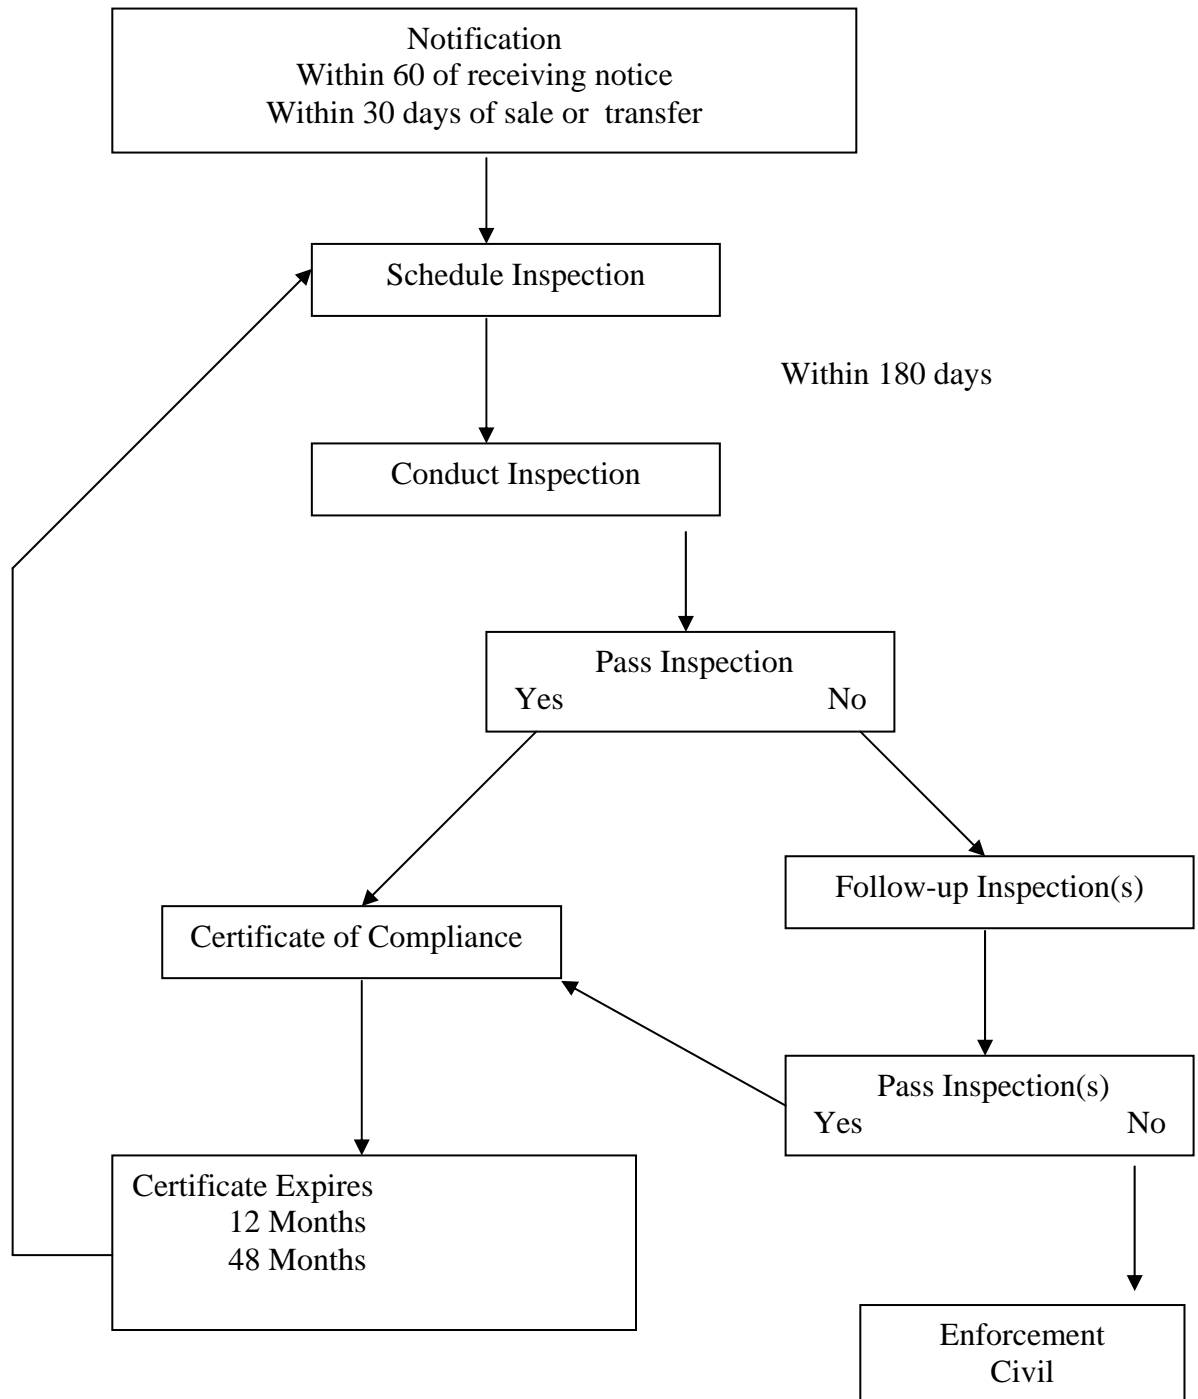 Notification
Within 60 of receiving notice
Within 30 days of sale or transfer
Schedule Inspection
Within 180 days
Conduct Inspection
Pass Inspection
Yes No
Follow-up Inspection(s)
Certificate of Compliance
Pass Inspection(s)
Yes No
Certificate Expires
12 Months
48 Months
Enforcement
Civil